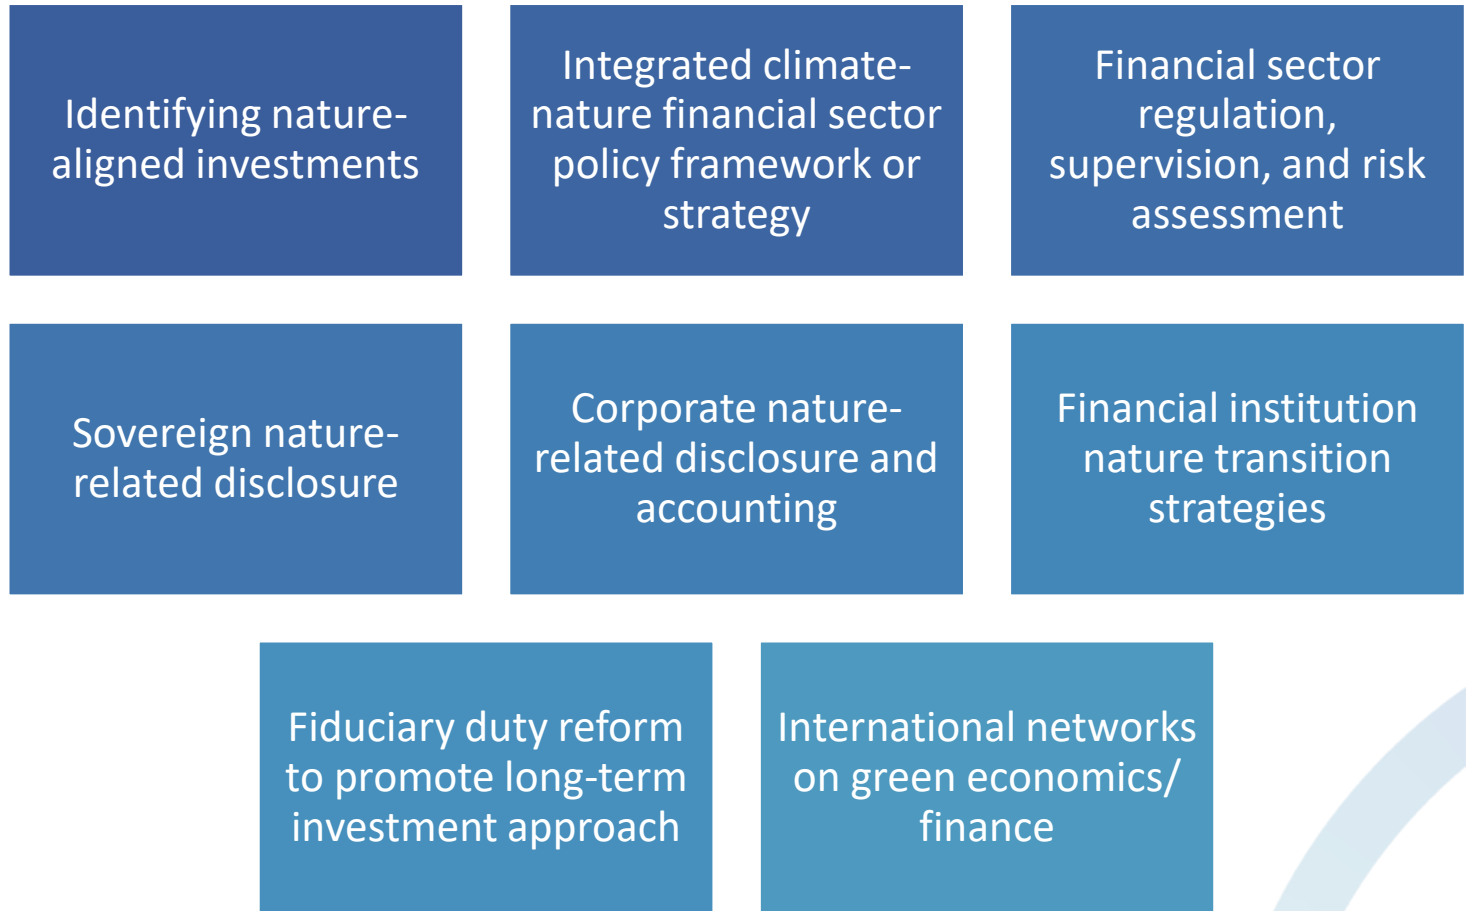 Identifying nature-
aligned investments
Integrated climate-
nature financial sector
policy framework or
strategy
Financial sector
regulation,
supervision, and risk
assessment
Sovereign nature-
related disclosure
Corporate nature-
related disclosure and
accounting
Financial institution
nature transition
strategies
Fiduciary duty reform
to promote long-term
investment approach
International networks
on green economics/
finance